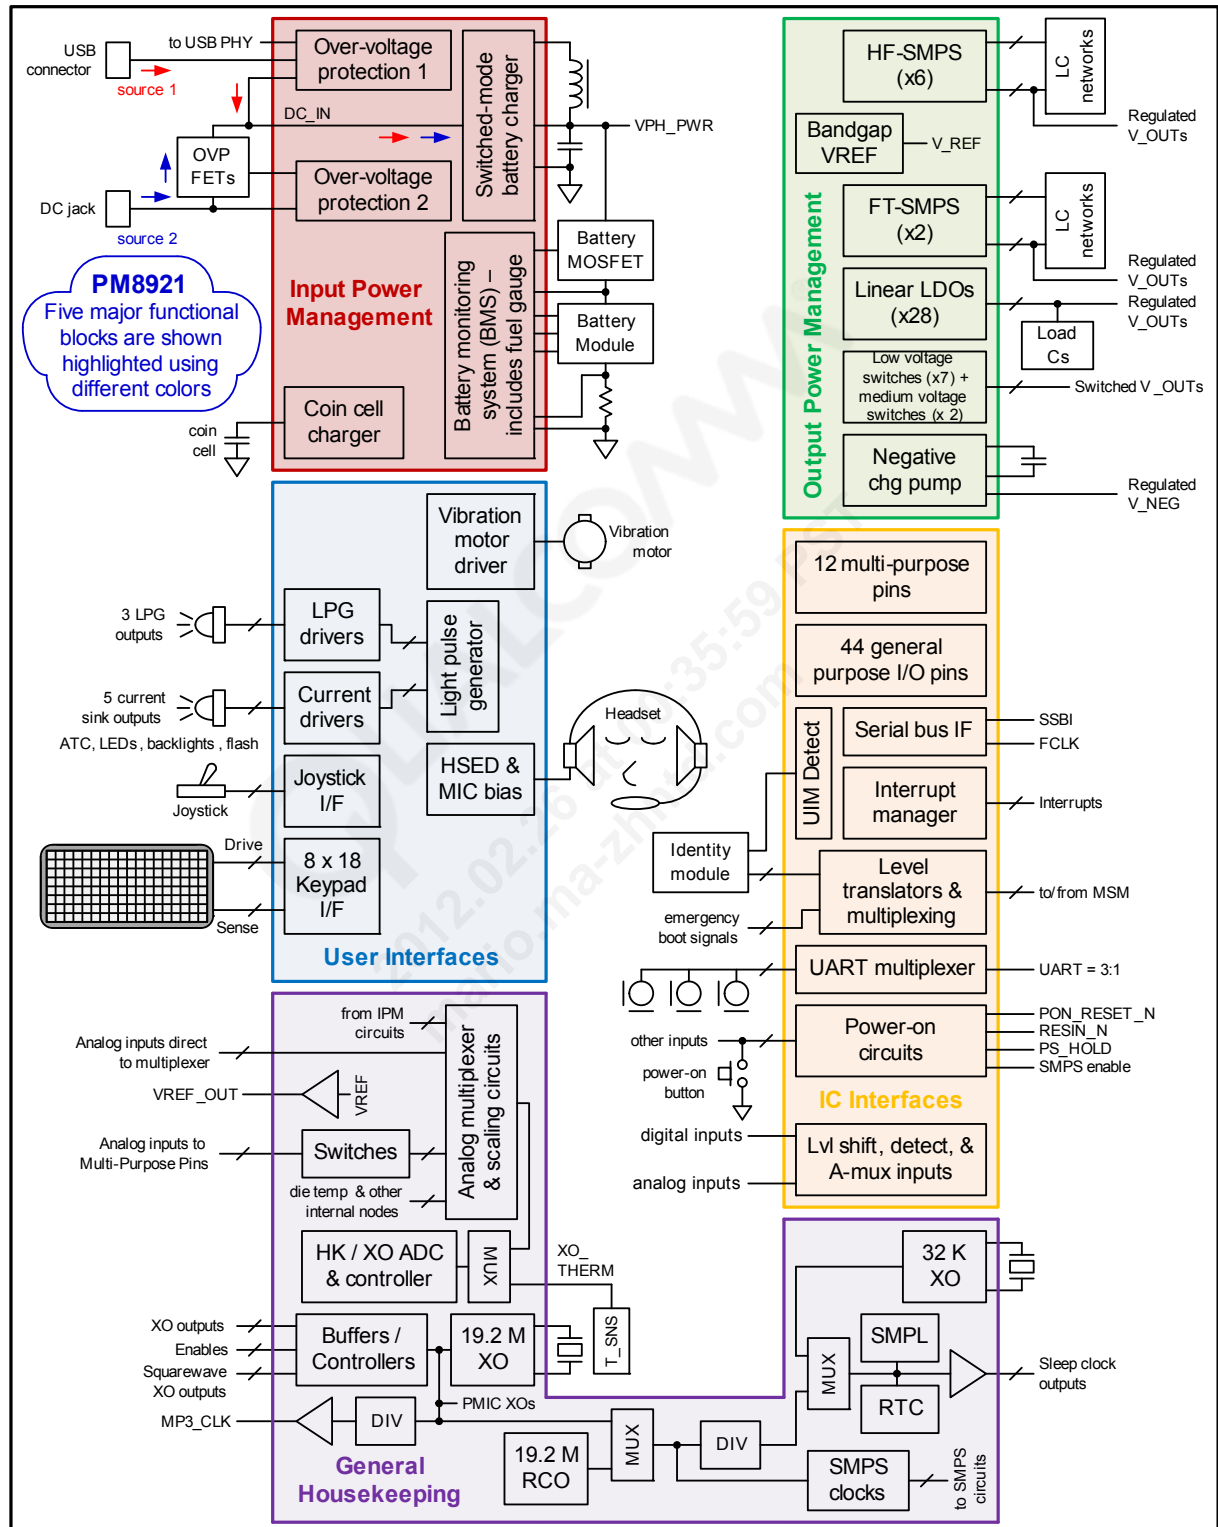 USB
connector
to USB PHY
source 1
Over-voltage
protection 1
DC_IN
OVP
FETs
Over-voltage
protection 2
DC jack
source 2
Switched-mode
battery charger
VPH_PWR
PM8921
Five major functional
blocks are shown
highlighted using
different colors
Input Power
Management
Battery monitoring
system (BMS) –
includes fuel gauge
Battery
MOSFET
Battery
Module
Coin cell
charger
coin
cell
HF-SMPS
(x6)
LC
networks
Regulated
V_OUTs
Bandgap
VREF
V_REF
FT-SMPS
(x2)
LC
networks
Regulated
V_OUTs
Linear LDOs
(x28)
Regulated
V_OUTs
Load
Cs
Low voltage
switches (x7) +
medium voltage
switches (x 2)
Switched V_OUTs
Negative
chg pump
Regulated
V_NEG
Output Power Management
Vibration
motor
driver
Vibration
motor
3 LPG
outputs
LPG
drivers
Light pulse
generator
5 current
sink outputs
Current
drivers
ATC, LEDs , backlights , flash
Headset
HSED &
MIC bias
Joystick
Joystick
I/F
Drive
8 x 18
Keypad
I/F
Sense
User Interfaces
12 multi-purpose
pins
44 general
purpose I/O pins
UIM Detect
Serial bus IF
SSBI
FCLK
Interrupt
manager
Interrupts
Identity
module
Level
translators &
multiplexing
to/from MSM
emergency
boot signals
UART multiplexer
UART = 3:1
other inputs
Power-on
circuits
PON_RESET_N
RESIN_N
PS_HOLD
SMPS enable
power-on
button
IC Interfaces
digital inputs
analog inputs
Lvl shift, detect, &
A-mux inputs
from IPM
circuits
Analog inputs direct
to multiplexer
VREF_OUT
VREF
Analog multiplexer
& scaling circuits
Analog inputs to
Multi-Purpose Pins
Switches
die temp & other
internal nodes
HK / XO ADC
& controller
MUX
XO_
THERM
T_SNS
XO outputs
Enables
Squarewave
XO outputs
Buffers /
Controllers
19.2 M
XO
PMIC XOs
MP3_CLK
DIV
General
Housekeeping
19.2 M
RCO
MUX
DIV
SMPS
clocks
to SMPS
circuits
MUX
32 K
XO
SMPL
RTC
Sleep clock
outputs
QUALCOMM